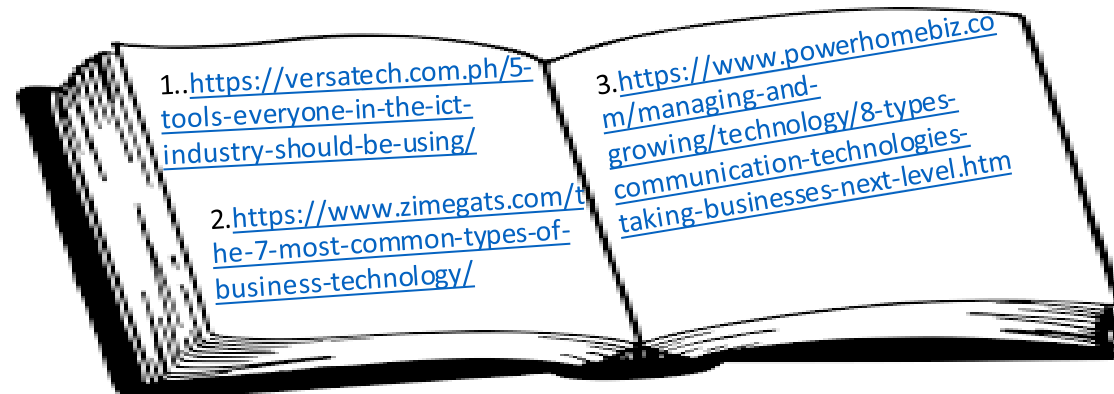 1..https://versatech.com.ph/5-
tools-everyone-in-the-ict-
industry-should-be-using/
2.https://www.zimegats.com/t
he-7-most-common-types-of-
business-technology/
3.https://www.powerhomebiz.co
m/managing-and-
growing/technology/8-types-
communication-technologies-
taking-businesses-next-level.htm